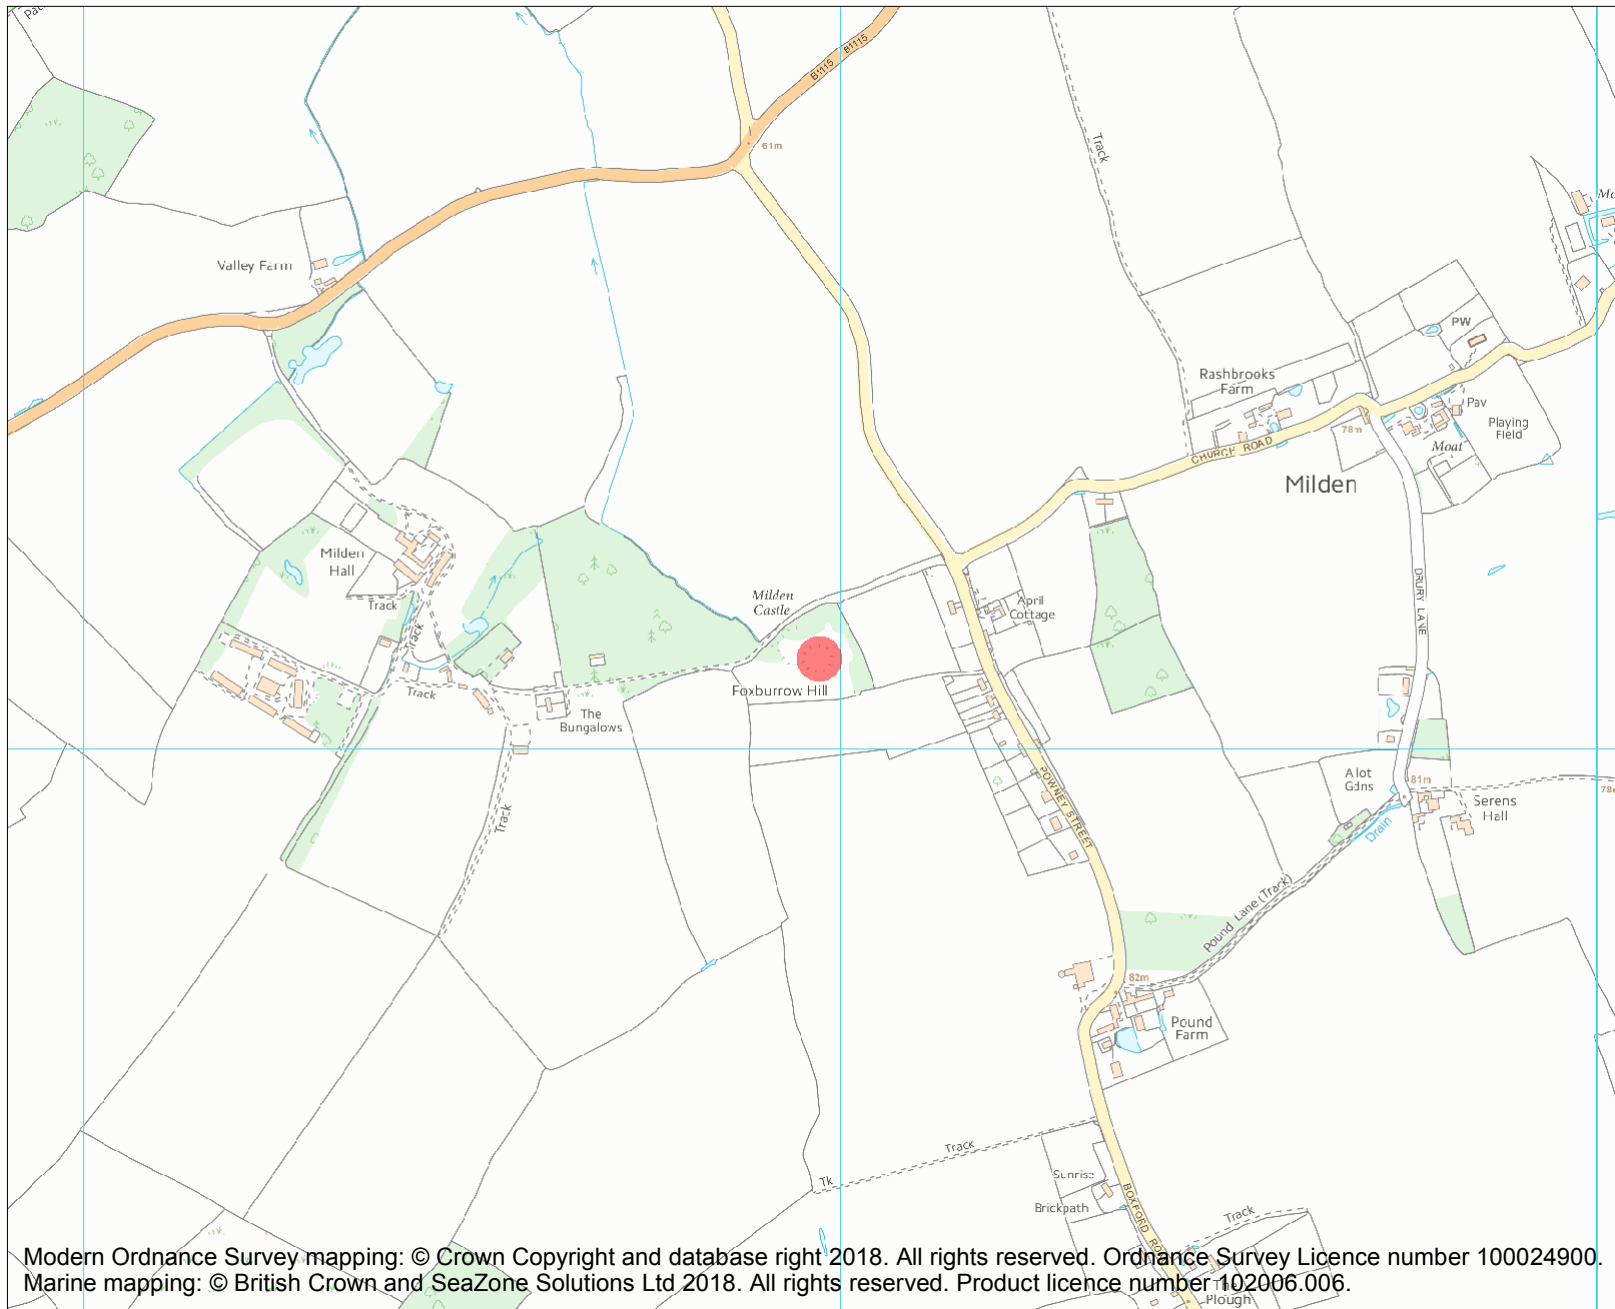 B1115 B1115
61m
Track
Valley Farm
PW
Rashbrooks
Farm
Pav
Playing
Field
78m
CHURCH ROAD
Moat
Milden
Milden
Hall
Track
Track
Track
Milden
Castle
April
Cottage
DRURY LANE
Foxburrow Hill
The
Bungalows
Track
POWNEY STREET
Alot
Gdns
81m
Serens
Hall
Drain
Pound Lane (Track)
82m
Pound
Farm
Track
Tk
Sunrise
Brickpath
BOXFORD
Track
Modern Ordnance Survey mapping: © Crown Copyright and database right 2018. All rights reserved. Ordnance Survey Licence number 100024900.
Marine mapping: © British Crown and SeaZone Solutions Ltd 2018. All rights reserved. Product licence number 102006.006.
The
Plough